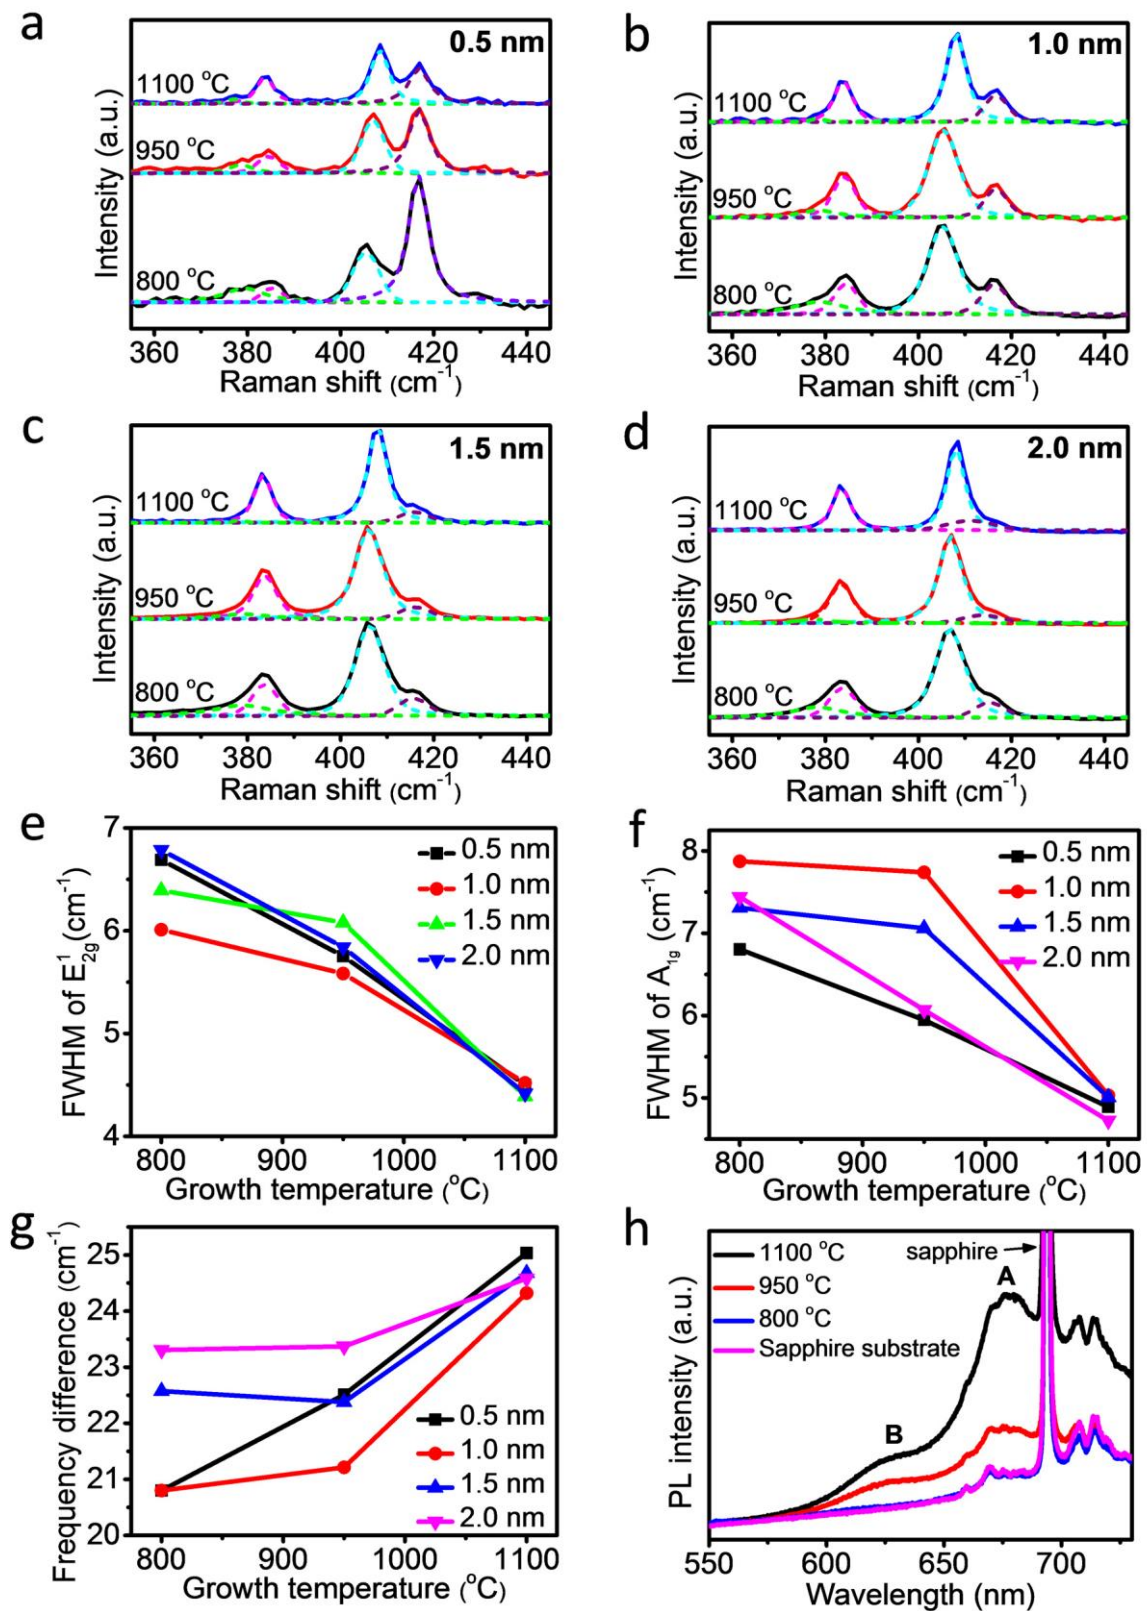 a
0.5 nm
1100 °C
950 °C
800 °C
Intensity (a.u.)
360 380 400 420 440
Raman shift (cm⁻¹)
b
1.0 nm
1100 °C
950 °C
800 °C
Intensity (a.u.)
360 380 400 420 440
Raman shift (cm⁻¹)
c
1.5 nm
1100 °C
950 °C
800 °C
Intensity (a.u.)
360 380 400 420 440
Raman shift (cm⁻¹)
d
2.0 nm
1100 °C
950 °C
800 °C
Intensity (a.u.)
360 380 400 420 440
Raman shift (cm⁻¹)
e
7
6
5
4
FWHM of E¹₂g(cm⁻¹)
0.5 nm
1.0 nm
1.5 nm
2.0 nm
800 900 1000 1100
Growth temperature (°C)
f
8
7
6
5
FWHM of A₁g (cm⁻¹)
0.5 nm
1.0 nm
1.5 nm
2.0 nm
800 900 1000 1100
Growth temperature (°C)
g
25
24
23
22
21
20
Frequency difference (cm⁻¹)
0.5 nm
1.0 nm
1.5 nm
2.0 nm
800 900 1000 1100
Growth temperature (°C)
h
1100 °C
950 °C
800 °C
Sapphire substrate
sapphire
A
B
PL intensity (a.u.)
550 600 650 700
Wavelength (nm)